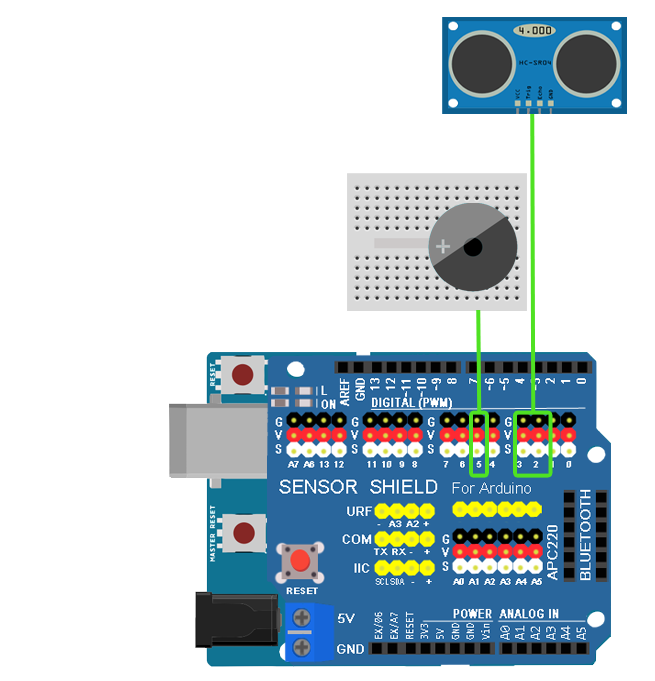 4.000
HC-SR04
VCC Trig Echo GND
+
RESET
L
ON
AREF GND 13 12 ~11 ~10 ~9 8 7 ~6 ~5 4 ~3 2 1 0
DIGITAL (PWM)
G G G G
V V V V
S S S S
A7 A6 13 12 11 10 9 8 7 6 5 4 3 2 1 0
SENSOR SHIELD For Arduino
URF
- A3 A2 +
COM
TX RX - +
IIC
SCL SDA - +
G
V
S
A0 A1 A2 A3 A4 A5
APC220
BLUETOOTH
MASTER RESET
RESET
5V
GND
POWER ANALOG IN
EX/06 EX/A7 RESET 3V3 5V GND GND Vin A0 A1 A2 A3 A4 A5